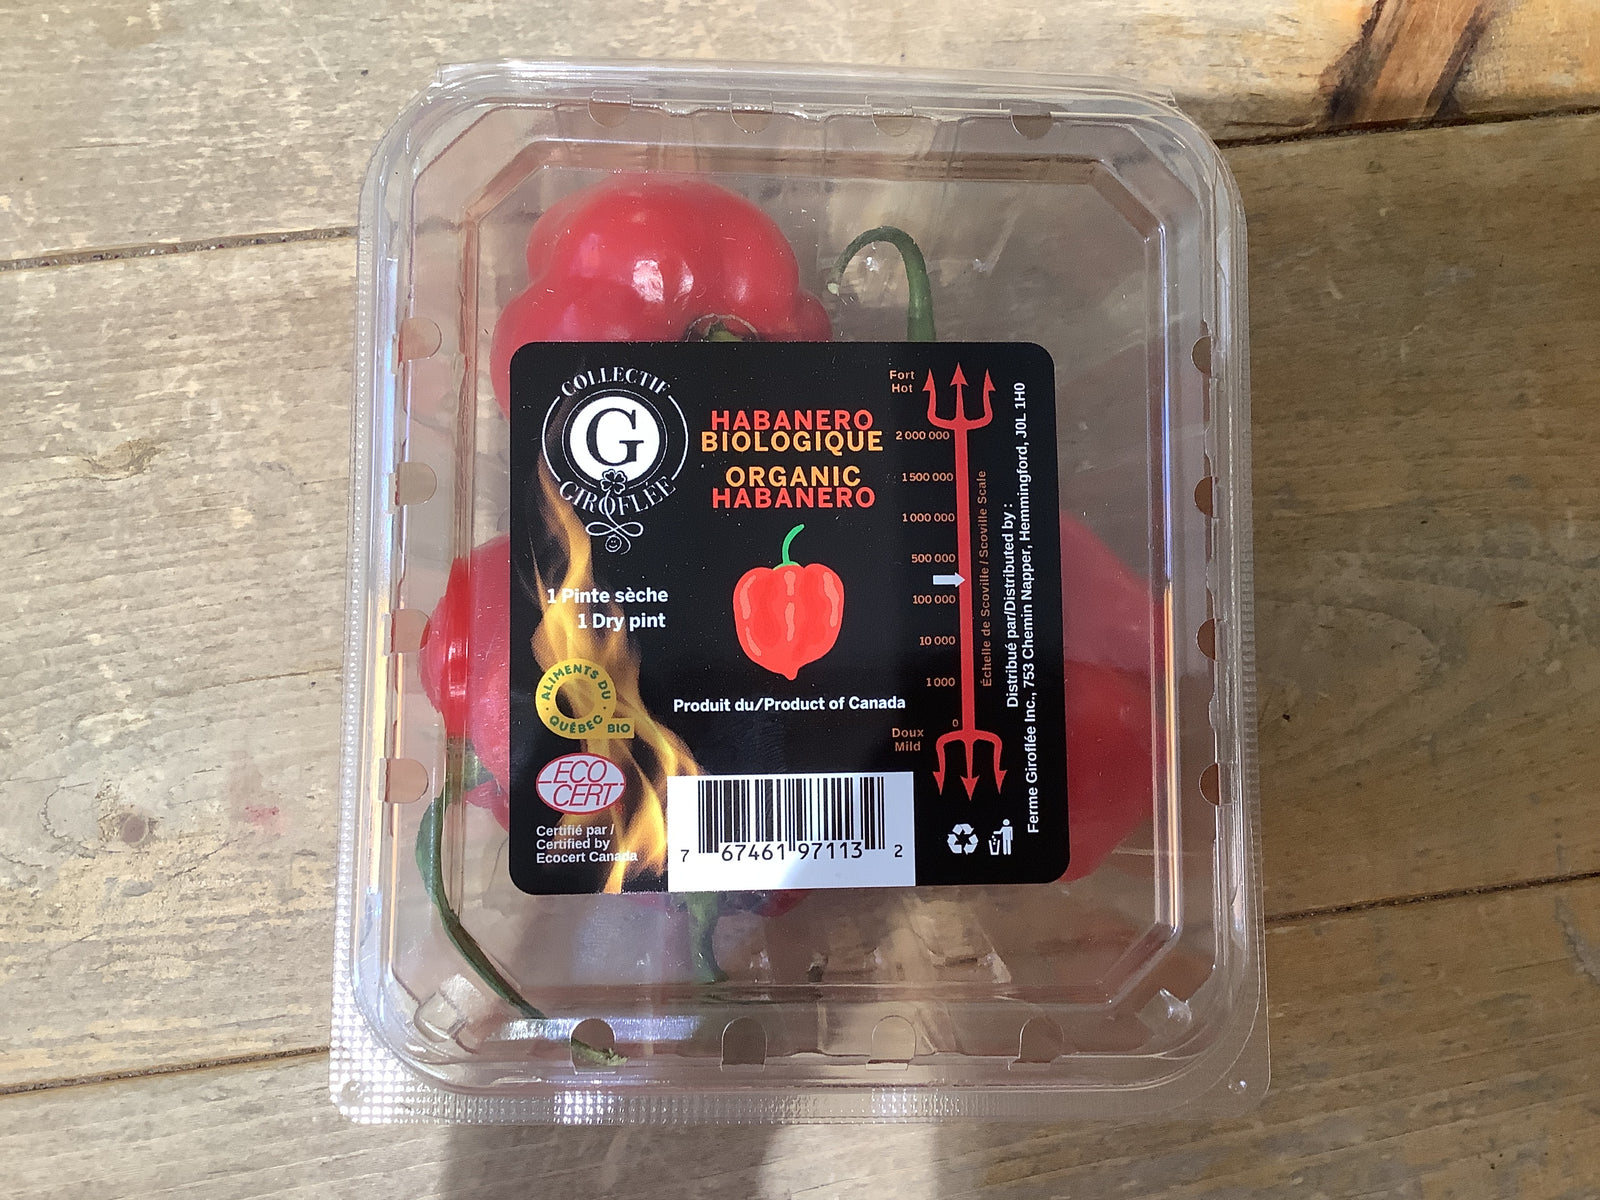 COLLECTIF
G
GIROFLÉE
HABANERO
BIOLOGIQUE
ORGANIC
HABANERO
1 Pinte sèche
1 Dry pint
ALIMENTS DU
QUÉBEC
BIO
ECO
CERT
Certifié par /
Certified by
Ecocert Canada
Produit du/Product of Canada
7 67461 97113 2
Fort
Hot
2 000 000
1 500 000
1 000 000
500 000
100 000
10 000
1 000
0
Doux
Mild
Échelle de Scoville / Scoville Scale
Distribué par/Distributed by :
Ferme Giroflée Inc., 753 Chemin Napper, Hemmingford, J0L 1H0